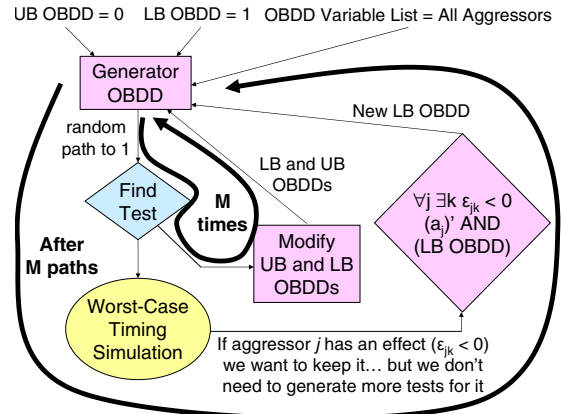 UB OBDD = 0
LB OBDD = 1
OBDD Variable List = All Aggressors
Generator
OBDD
New LB OBDD
random
path to 1
LB and UB
OBDDs
Find
Test
M
times
∀j ∃k ε_jk < 0
(a_j)' AND
(LB OBDD)
After
M paths
Modify
UB and LB
OBDDs
Worst-Case
Timing
Simulation
If aggressor j has an effect (ε_jk < 0)
we want to keep it... but we don't
need to generate more tests for it